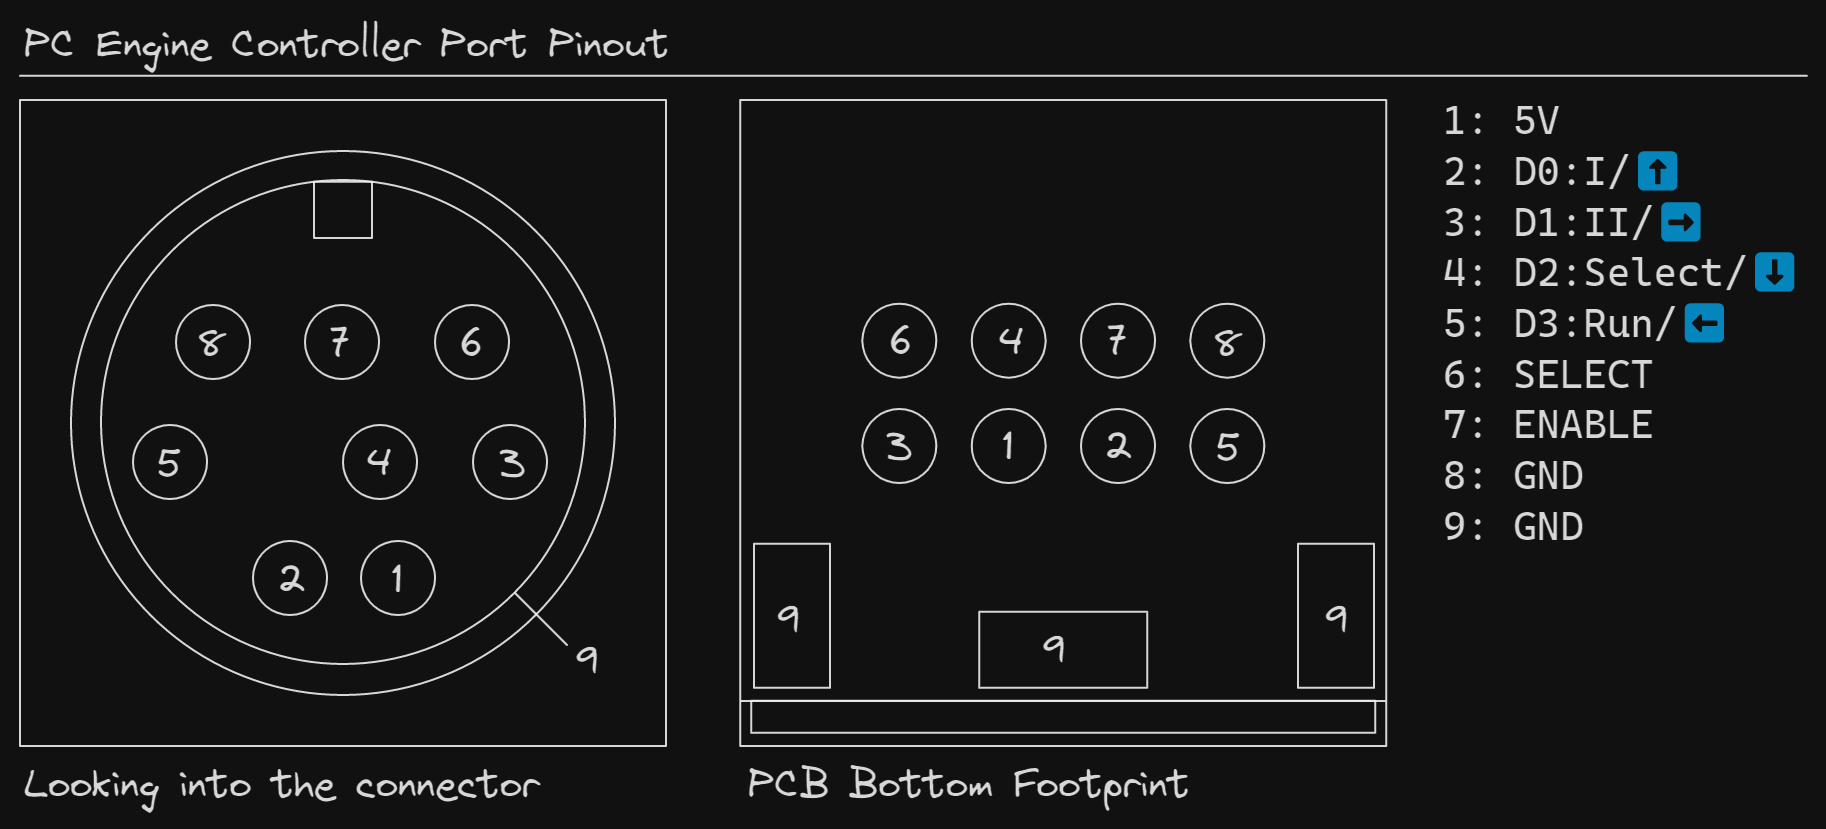 PC Engine Controller Port Pinout
8 7 6
5 4 3
2 1
9
Looking into the connector
6 4 7 8
3 1 2 5
9 9 9
PCB Bottom Footprint
1: 5V
2: D0:I/⬆️
3: D1:II/➡️
4: D2:Select/⬇️
5: D3:Run/⬅️
6: SELECT
7: ENABLE
8: GND
9: GND